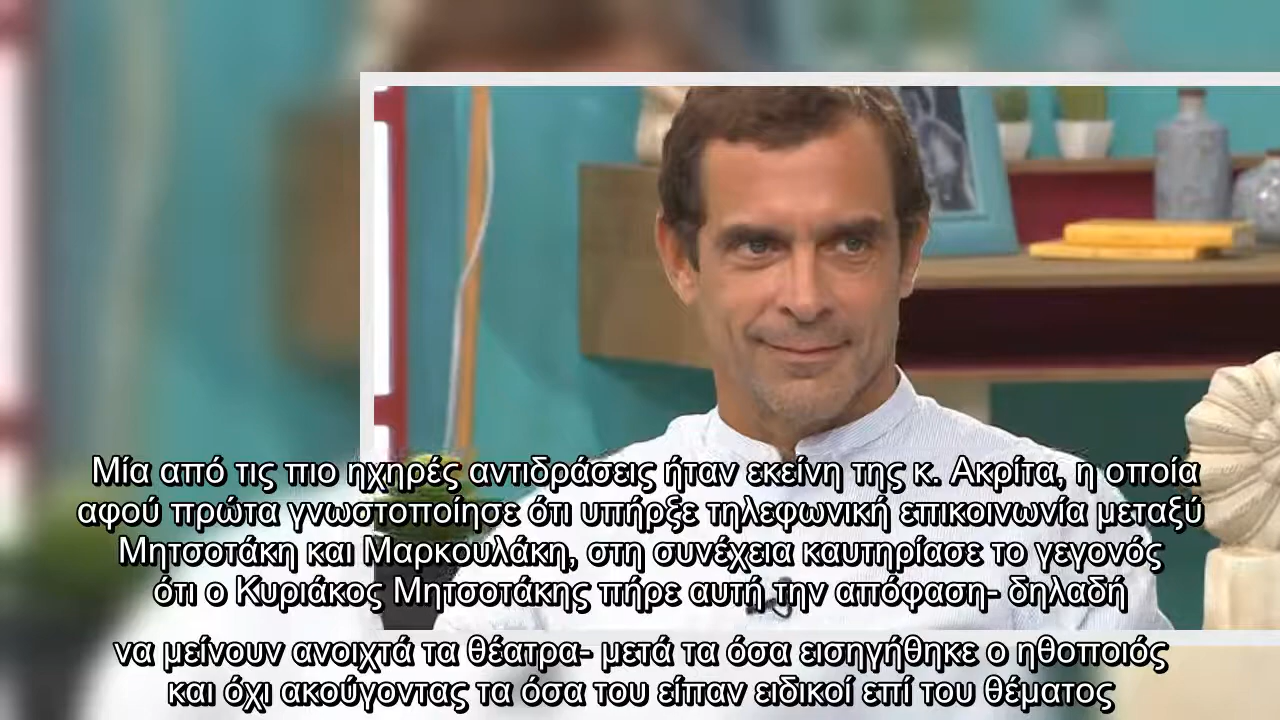 Μία από τις πιο ηχηρές αντιδράσεις ήταν εκείνη της κ. Ακρίτα, η οποία
αφού πρώτα γνωστοποίησε ότι υπήρξε τηλεφωνική επικοινωνία μεταξύ
Μητσοτάκη και Μαρκουλάκη, στη συνέχεια καυτηρίασε το γεγονός
ότι ο Κυριάκος Μητσοτάκης πήρε αυτή την απόφαση- δηλαδή
να μείνουν ανοιχτά τα θέατρα- μετά τα όσα εισηγήθηκε ο ηθοποιός
και όχι ακούγοντας τα όσα του είπαν ειδικοί επί του θέματος